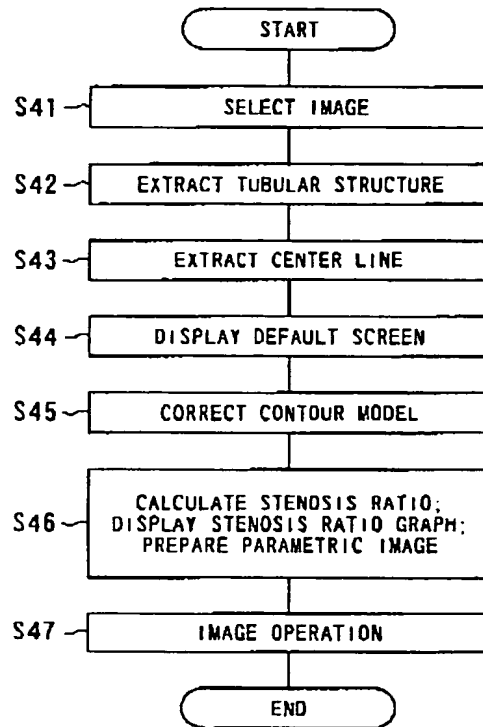 START
S41 SELECT IMAGE
S42 EXTRACT TUBULAR STRUCTURE
S43 EXTRACT CENTER LINE
S44 DISPLAY DEFAULT SCREEN
S45 CORRECT CONTOUR MODEL
CALCULATE STENOSIS RATIO;
S46 DISPLAY STENOSIS RATIO GRAPH;
PREPARE PARAMETRIC IMAGE
S47 IMAGE OPERATION
END